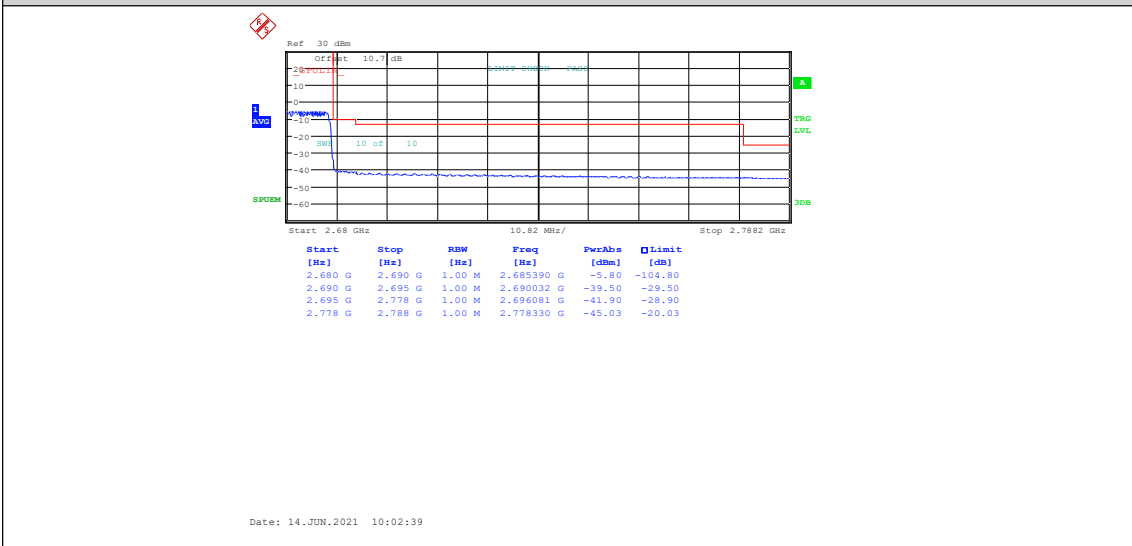 R S
Ref 30 dBm
Offset 10.7 dB
20
_SPULIN_
LIMIT CHECK PASS
10
A
0
1
AVG
-10
TRG
LVL
-20
SWP 10 of 10
-30
-40
-50
SPUEM
-60
3DB
Start 2.68 GHz 10.82 MHz/ Stop 2.7882 GHz
Start Stop RBW Freq PwrAbs ΔLimit
[Hz] [Hz] [Hz] [Hz] [dBm] [dB]
2.680 G 2.690 G 1.00 M 2.685390 G -5.80 -104.80
2.690 G 2.695 G 1.00 M 2.690032 G -39.50 -29.50
2.695 G 2.778 G 1.00 M 2.696081 G -41.90 -28.90
2.778 G 2.788 G 1.00 M 2.778330 G -45.03 -20.03
Date: 14.JUN.2021 10:02:39